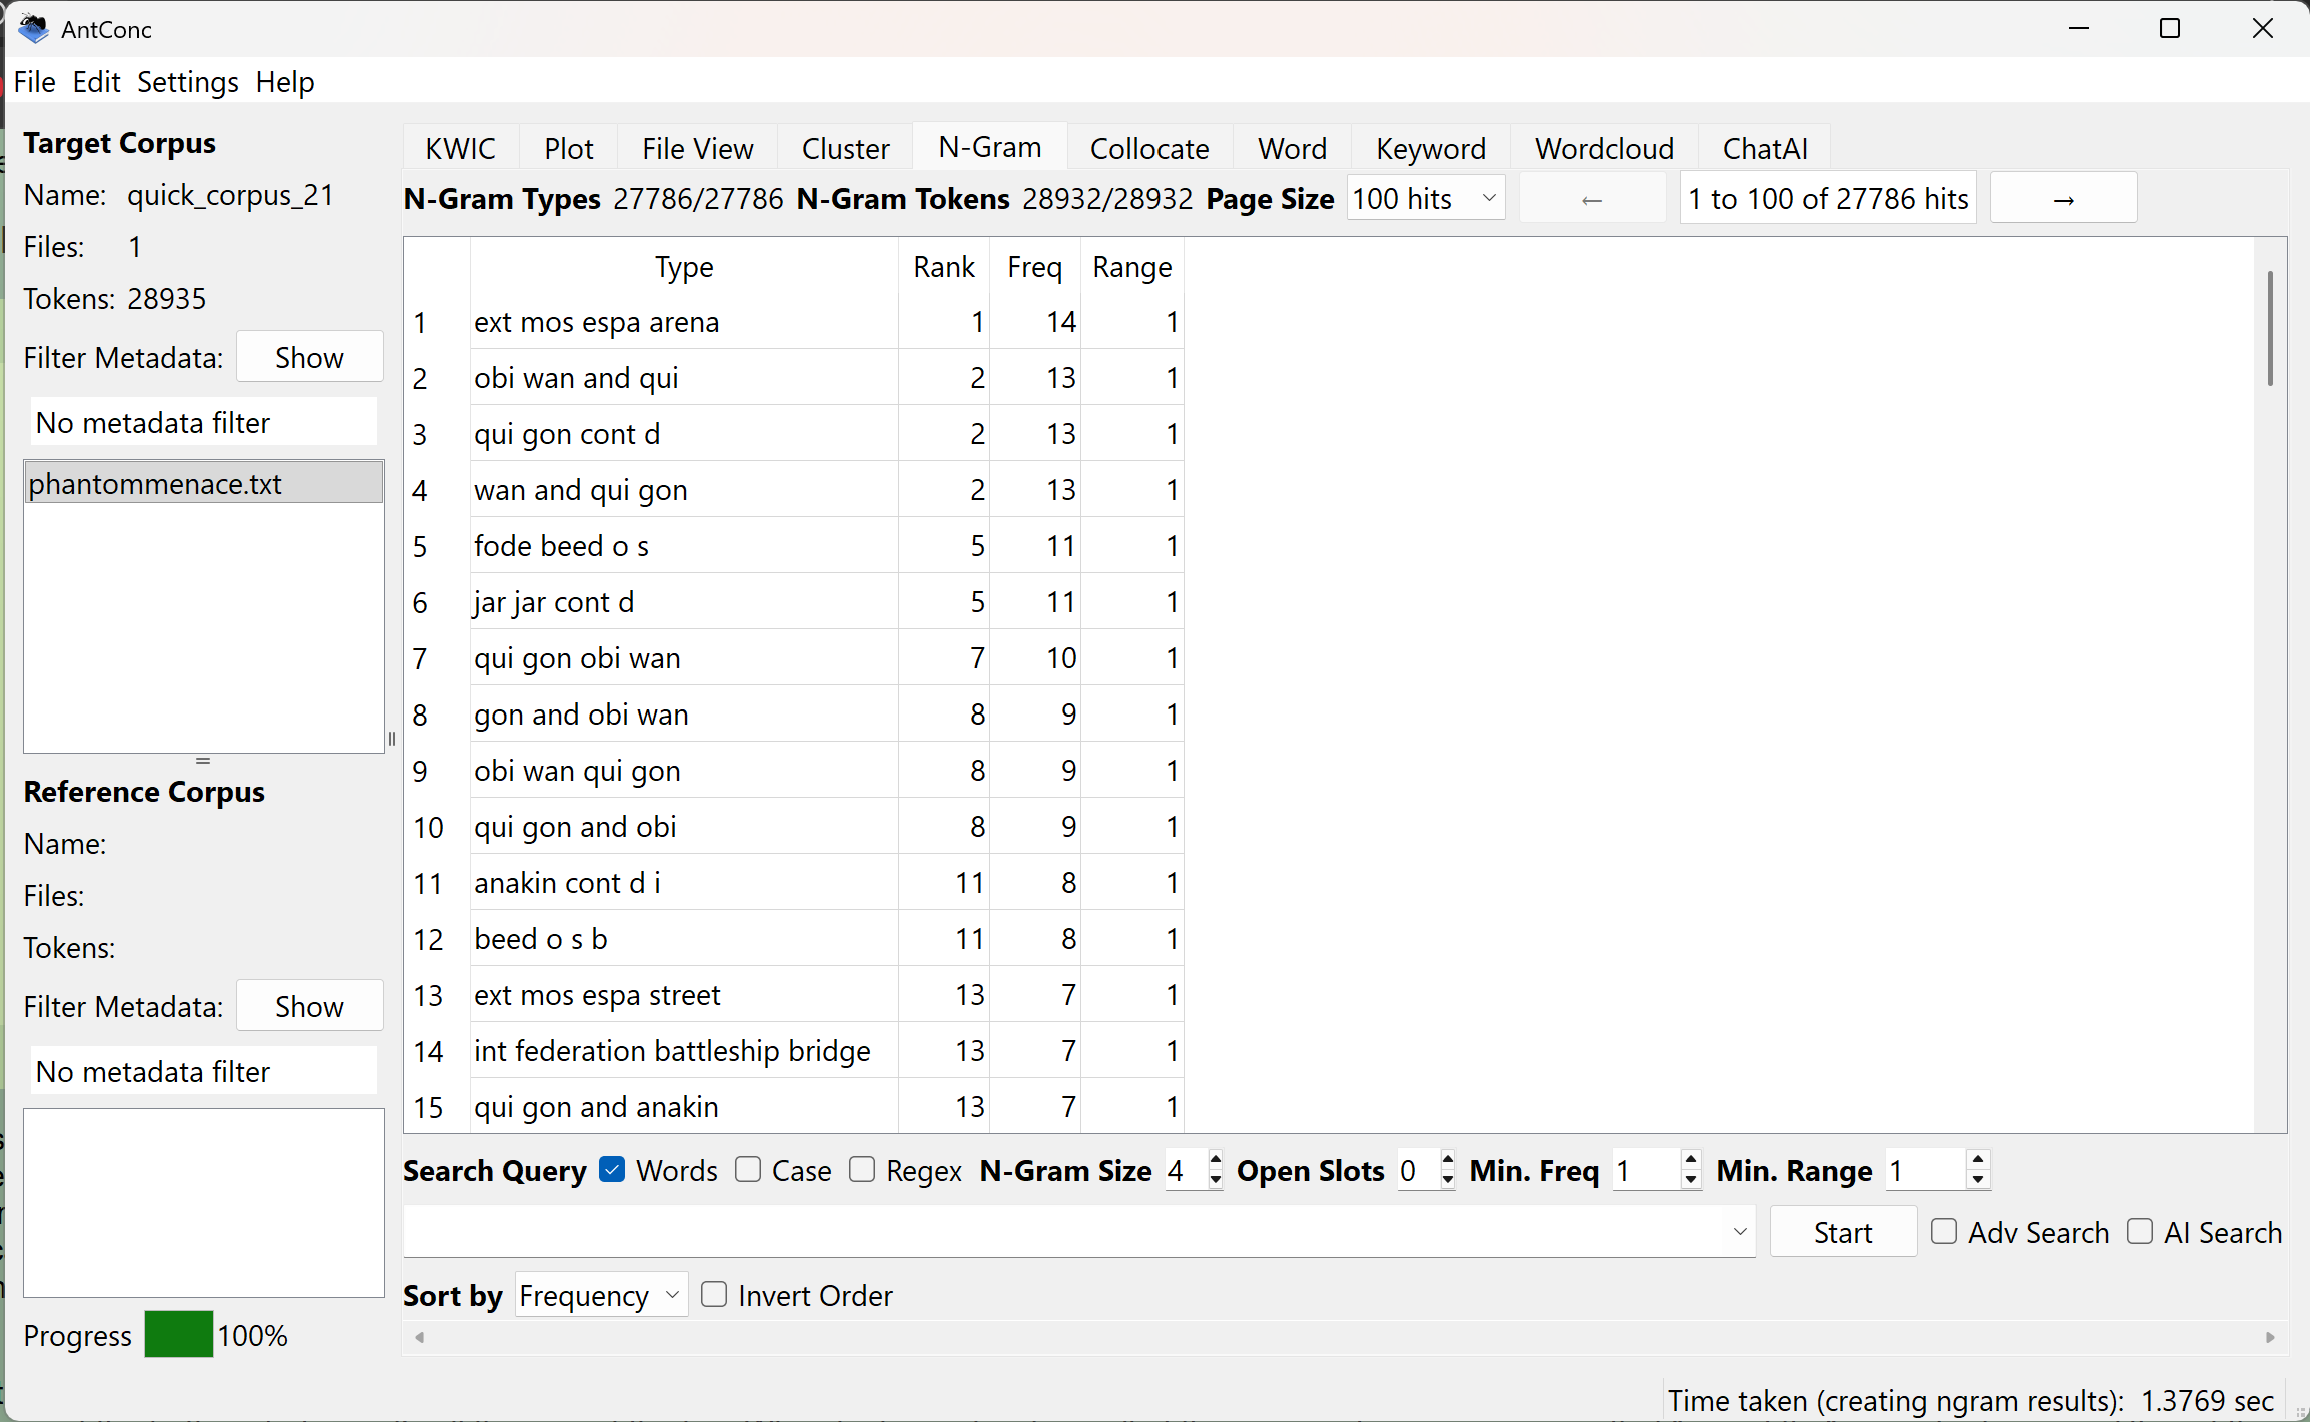 AntConc
File Edit Settings Help
Target Corpus
Name: quick_corpus_21
Files: 1
Tokens: 28935
Filter Metadata: Show
No metadata filter
phantommenace.txt
Reference Corpus
Name:
Files:
Tokens:
Filter Metadata: Show
No metadata filter
Progress 100%
KWIC Plot File View Cluster N-Gram Collocate Word Keyword Wordcloud ChatAI
N-Gram Types 27786/27786 N-Gram Tokens 28932/28932 Page Size 100 hits ← 1 to 100 of 27786 hits →
Type Rank Freq Range
1 ext mos espa arena 1 14 1
2 obi wan and qui 2 13 1
3 qui gon cont d 2 13 1
4 wan and qui gon 2 13 1
5 fode beed o s 5 11 1
6 jar jar cont d 5 11 1
7 qui gon obi wan 7 10 1
8 gon and obi wan 8 9 1
9 obi wan qui gon 8 9 1
10 qui gon and obi 8 9 1
11 anakin cont d i 11 8 1
12 beed o s b 11 8 1
13 ext mos espa street 13 7 1
14 int federation battleship bridge 13 7 1
15 qui gon and anakin 13 7 1
Search Query Words Case Regex N-Gram Size 4 Open Slots 0 Min. Freq 1 Min. Range 1
Start Adv Search AI Search
Sort by Frequency Invert Order
Time taken (creating ngram results): 1.3769 sec